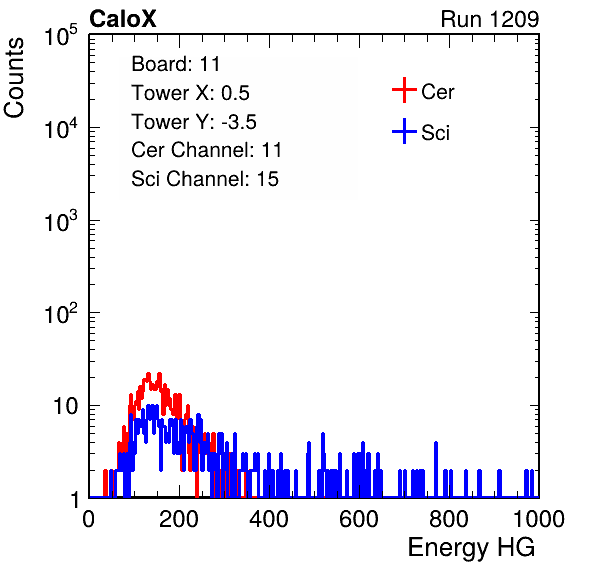 CaloX Run 1209
Counts
10^5
10^4
10^3
10^2
10
1
Board: 11
Tower X: 0.5
Tower Y: -3.5
Cer Channel: 11
Sci Channel: 15
Cer
Sci
0 200 400 600 800 1000
Energy HG